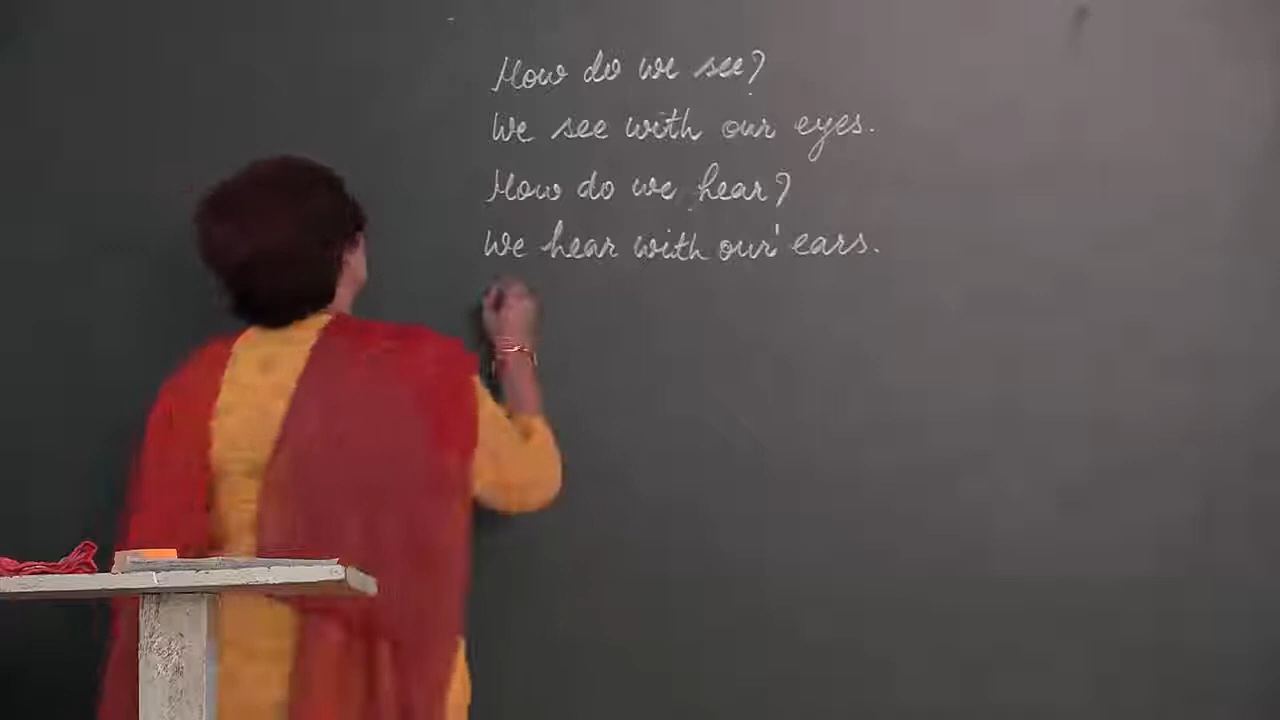 How do we see?
We see with our eyes.
How do we hear?
We hear with our ears.